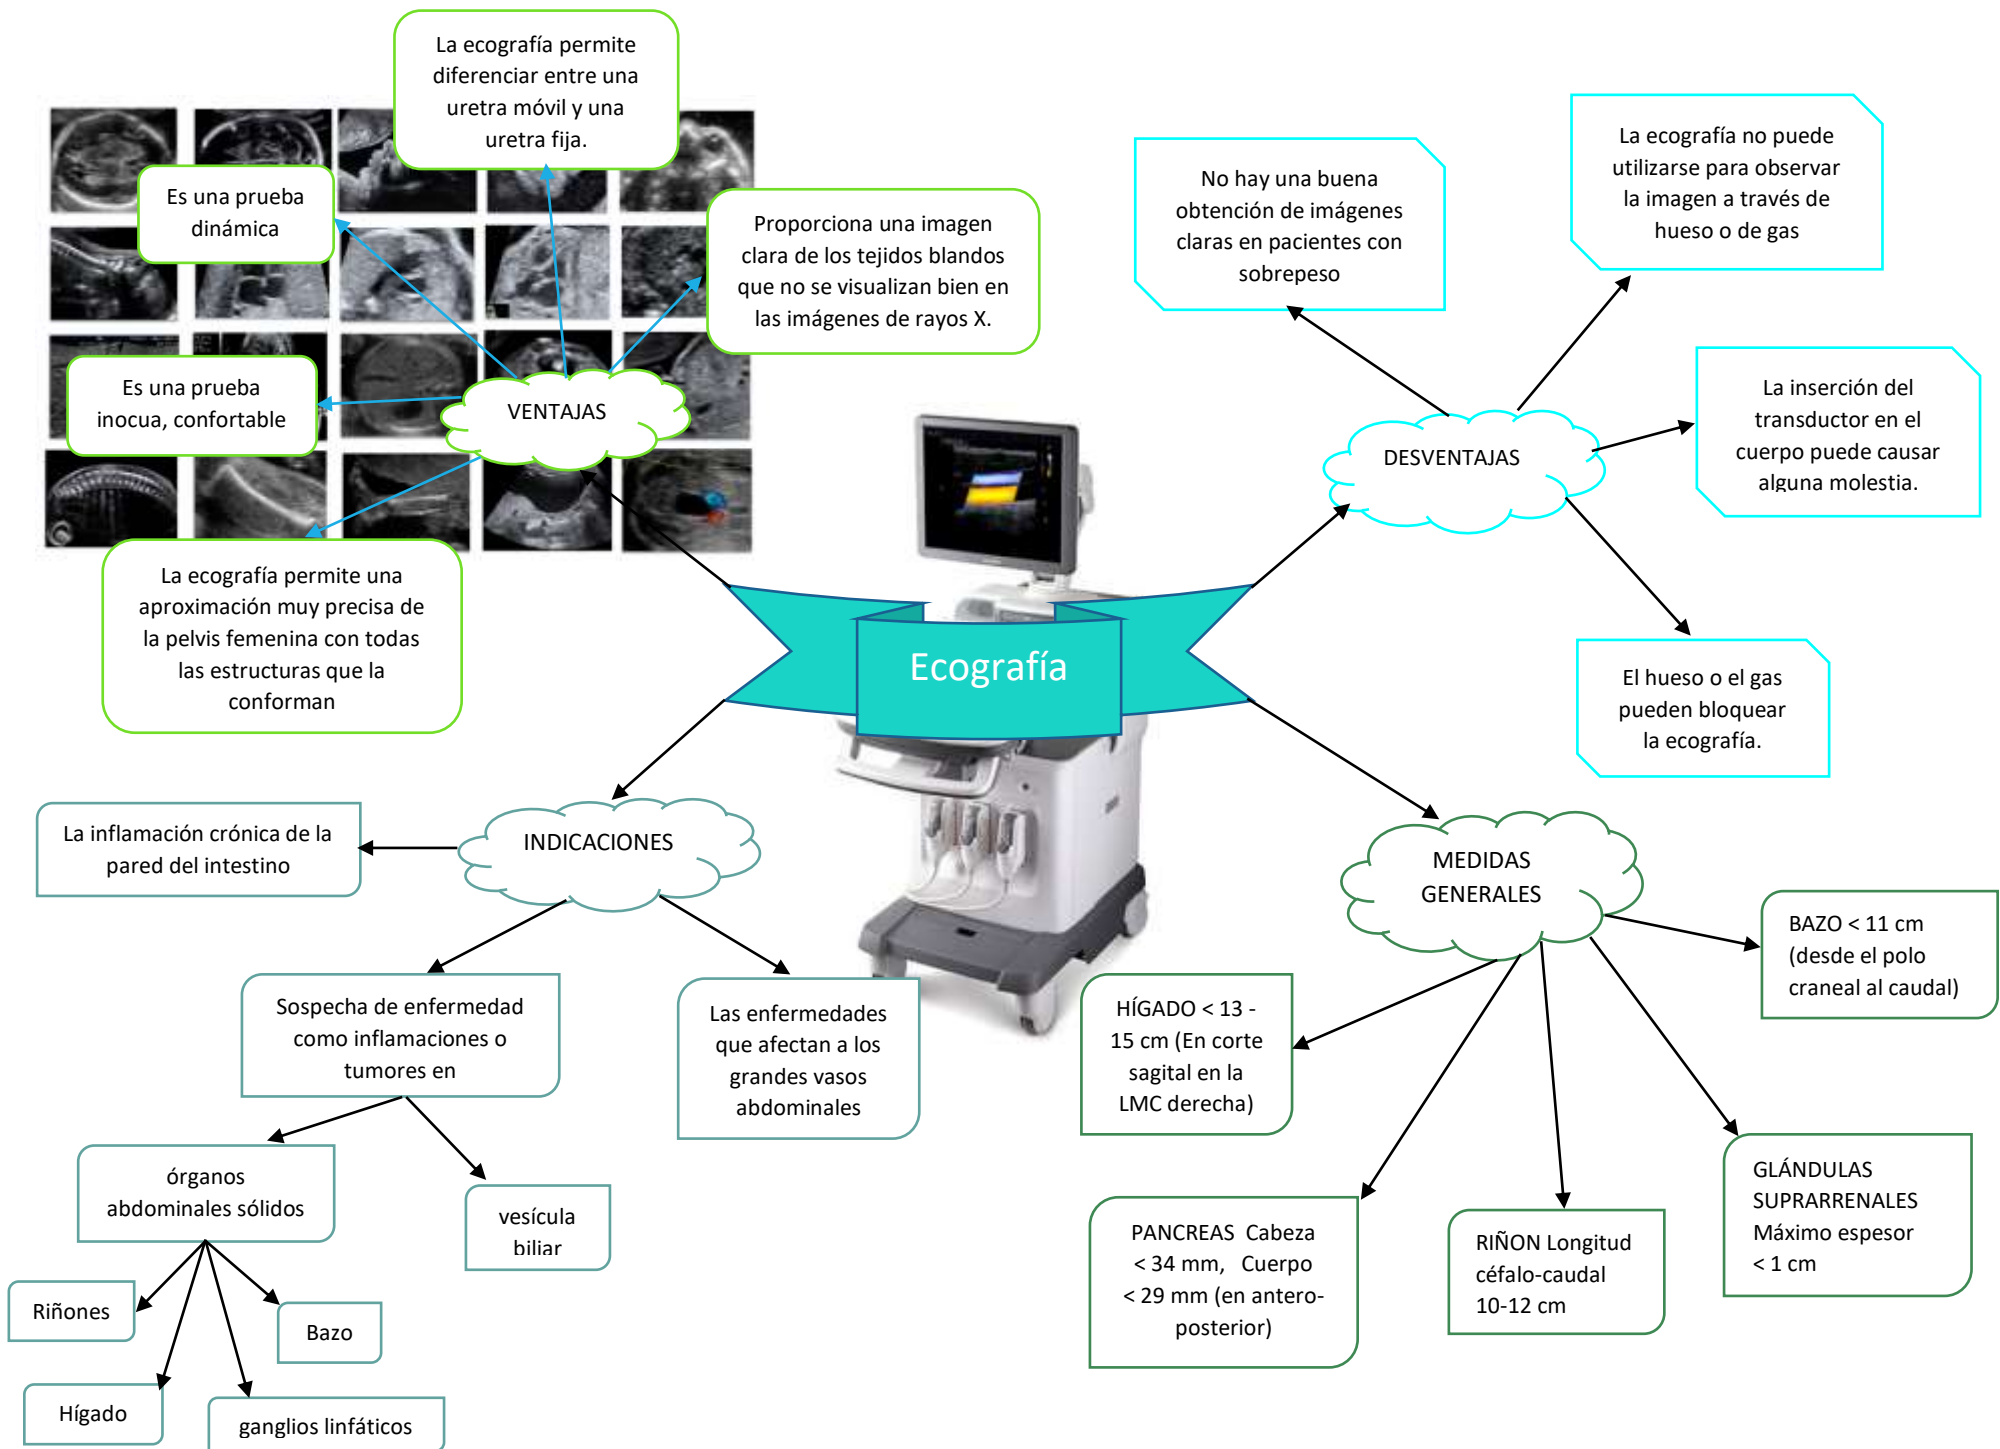 La ecografía permite
diferenciar entre una
uretra móvil y una
uretra fija.
Es una prueba
dinámica
Proporciona una imagen
clara de los tejidos blandos
que no se visualizan bien en
las imágenes de rayos X.
Es una prueba
inocua, confortable
VENTAJAS
La ecografía permite una
aproximación muy precisa de
la pelvis femenina con todas
las estructuras que la
conforman
No hay una buena
obtención de imágenes
claras en pacientes con
sobrepeso
La ecografía no puede
utilizarse para observar
la imagen a través de
hueso o de gas
La inserción del
transductor en el
cuerpo puede causar
alguna molestia.
DESVENTAJAS
El hueso o el gas
pueden bloquear
la ecografía.
Ecografía
INDICACIONES
La inflamación crónica de la
pared del intestino
Sospecha de enfermedad
como inflamaciones o
tumores en
Las enfermedades
que afectan a los
grandes vasos
abdominales
órganos
abdominales sólidos
vesícula
biliar
Riñones
Bazo
Hígado
ganglios linfáticos
MEDIDAS
GENERALES
BAZO < 11 cm
(desde el polo
craneal al caudal)
HÍGADO < 13 -
15 cm (En corte
sagital en la
LMC derecha)
PANCREAS  Cabeza
< 34 mm,   Cuerpo
< 29 mm (en antero-
posterior)
RIÑON Longitud
céfalo-caudal
10-12 cm
GLÁNDULAS
SUPRARRENALES
Máximo espesor
< 1 cm